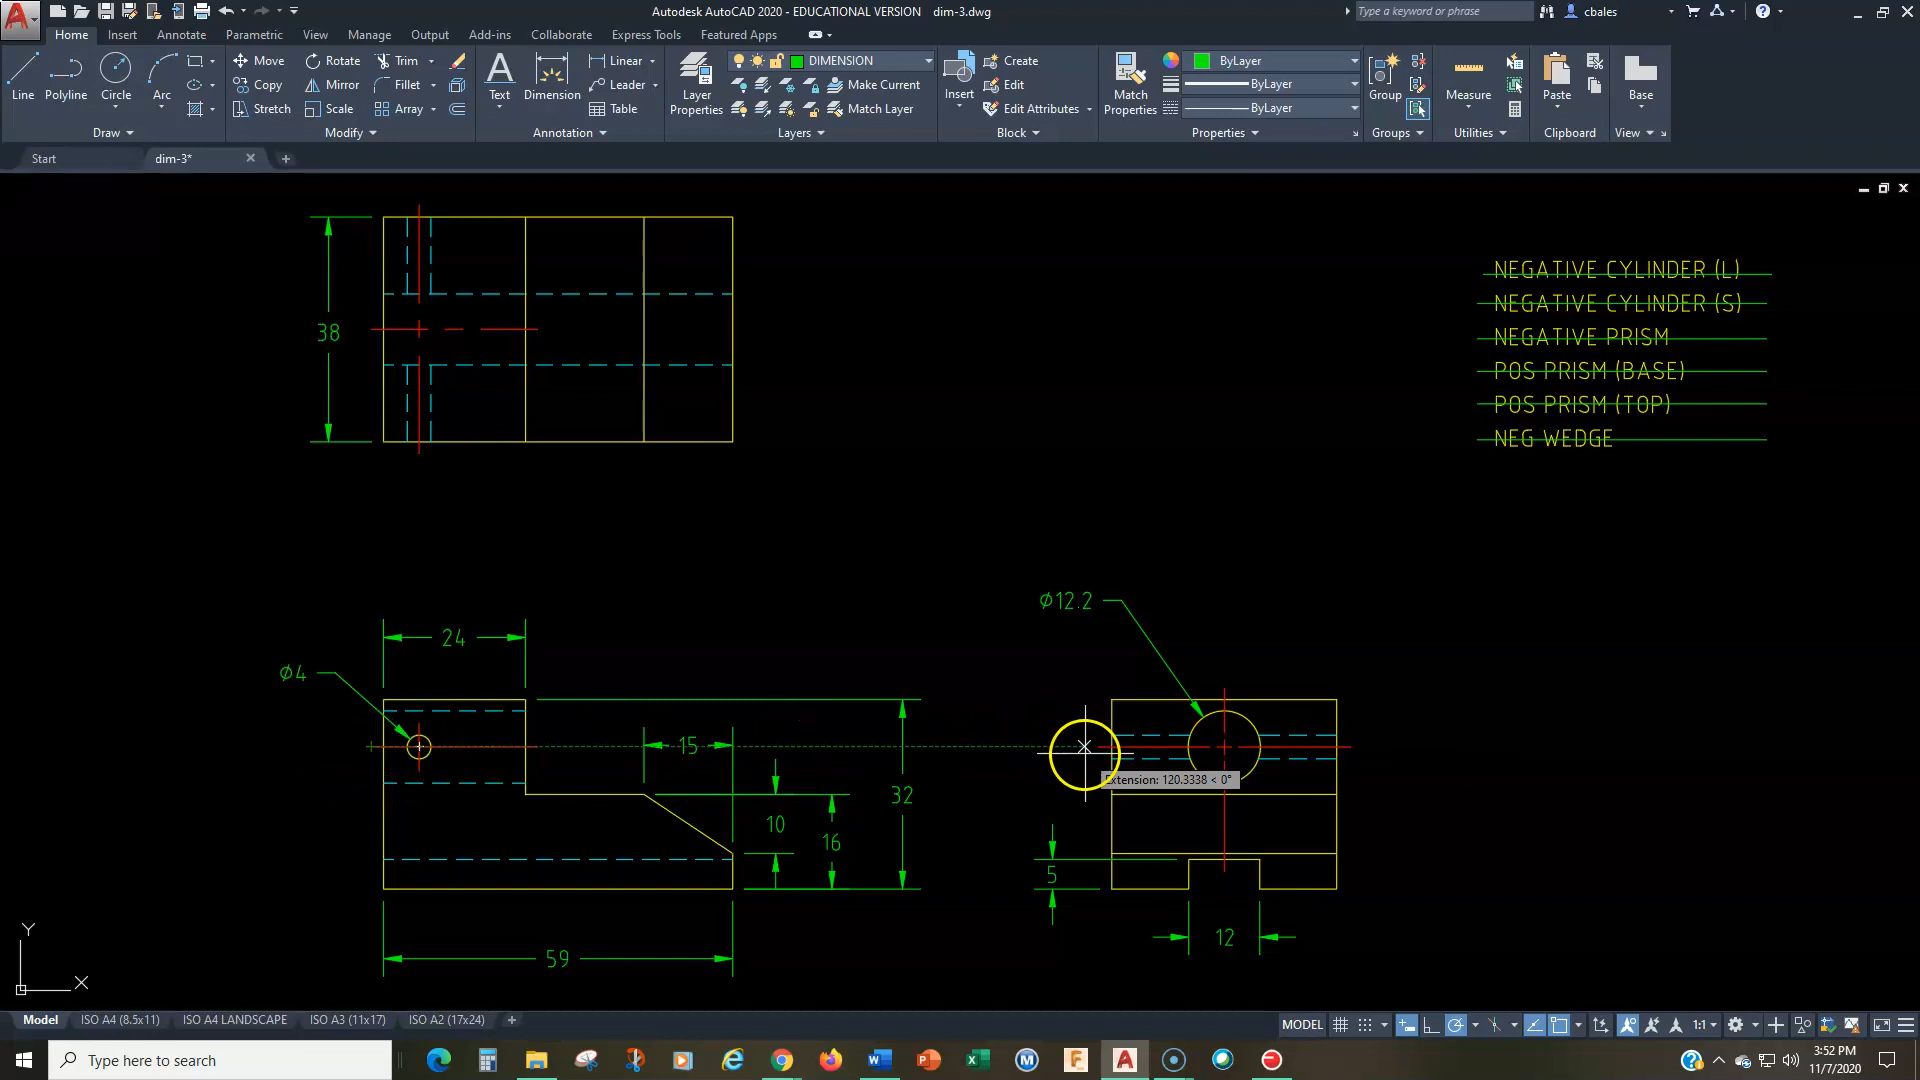 Autodesk AutoCAD 2020 - EDUCATIONAL VERSION    dim-3.dwg
Type a keyword or phrase
cbales
Home Insert Annotate Parametric View Manage Output Add-ins Collaborate Express Tools Featured Apps
Line Polyline Circle Arc
Draw
Move Rotate Trim
Copy Mirror Fillet
Stretch Scale Array
Modify
Text Dimension
Linear
Leader
Table
Annotation
Layer Properties
DIMENSION
Make Current
Match Layer
Layers
Insert
Create
Edit
Edit Attributes
Block
Match Properties
ByLayer
ByLayer
ByLayer
Properties
Group
Groups
Measure
Utilities
Paste
Clipboard
Base
View
Start dim-3*
38
NEGATIVE CYLINDER (L)
NEGATIVE CYLINDER (S)
NEGATIVE PRISM
POS PRISM (BASE)
POS PRISM (TOP)
NEG WEDGE
Ø12.2
24
Ø4
15
32
10
16
59
Extension: 120.3338 < 0°
5
12
Y
X
Model ISO A4 (8.5x11) ISO A4 LANDSCAPE ISO A3 (11x17) ISO A2 (17x24)
MODEL 1:1
Type here to search
3:52 PM
11/7/2020